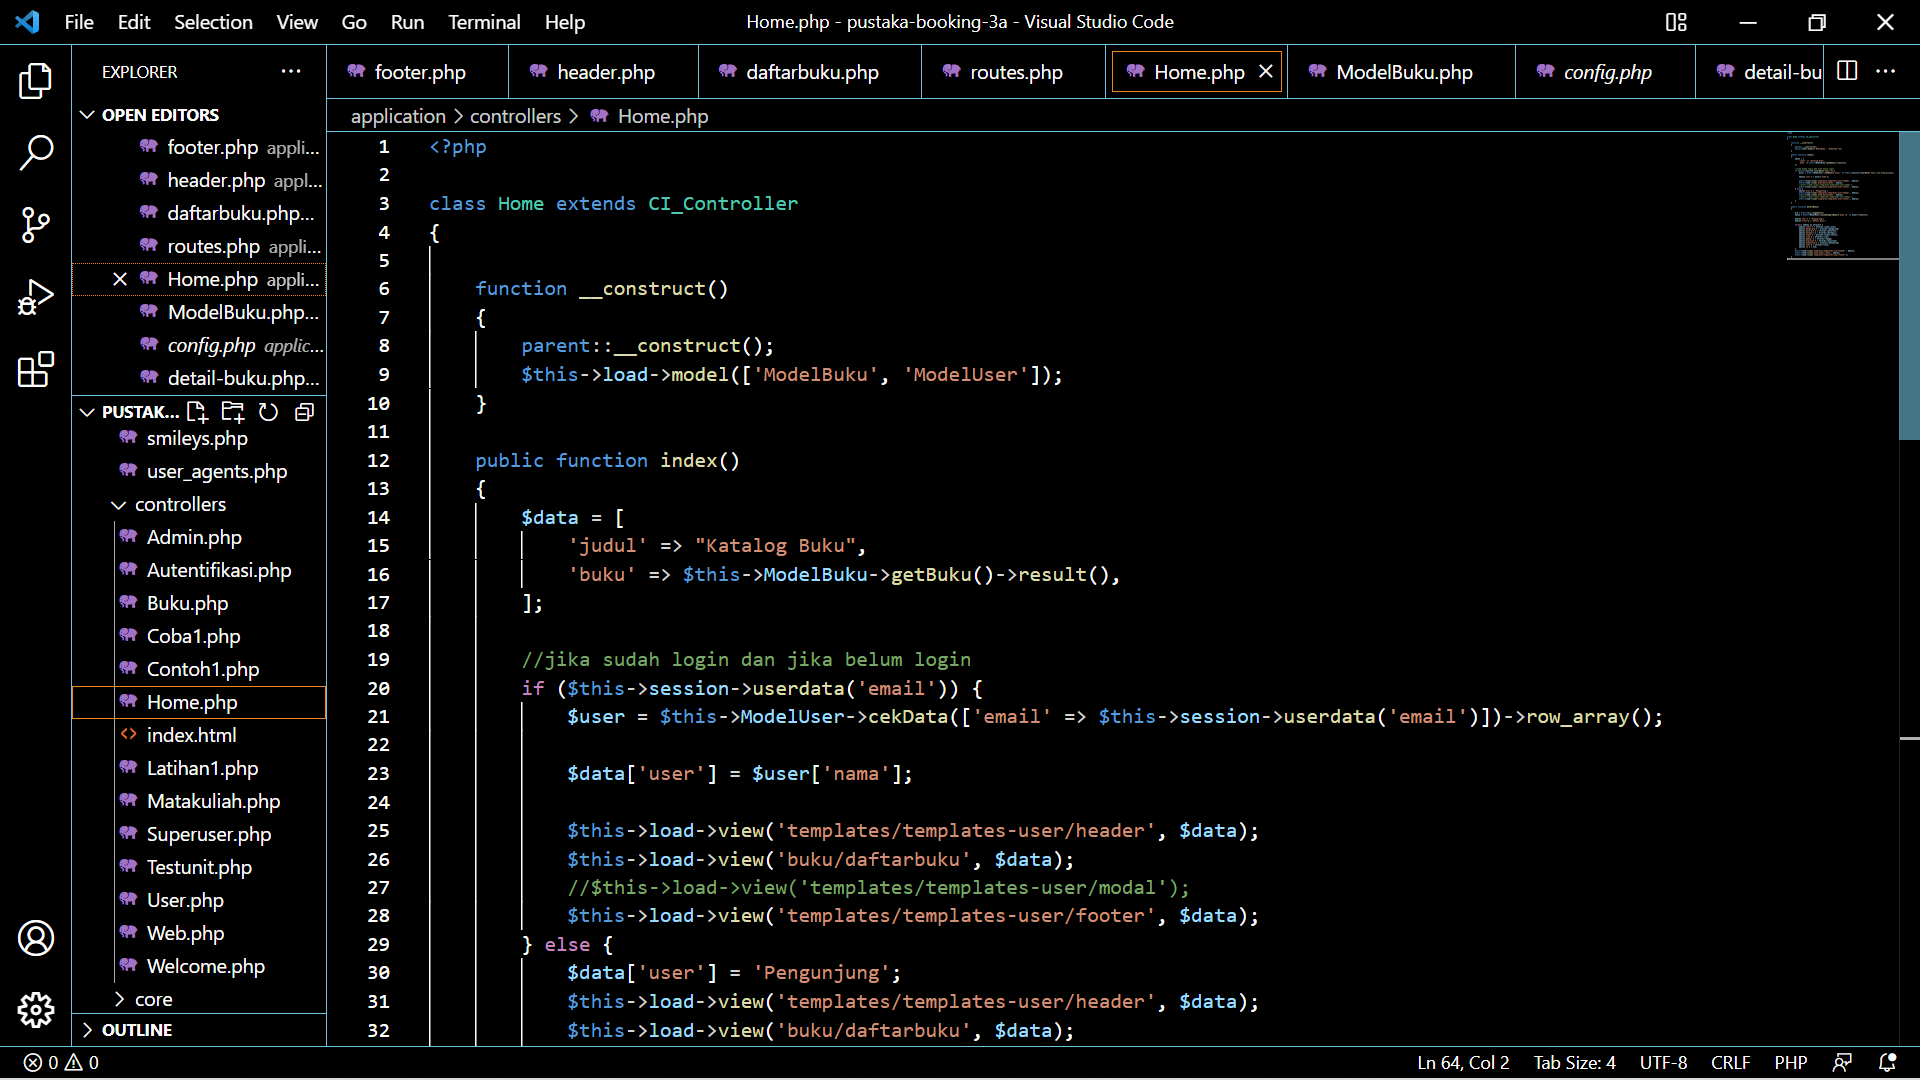 File Edit Selection View Go Run Terminal Help
Home.php - pustaka-booking-3a - Visual Studio Code
EXPLORER
OPEN EDITORS
footer.php appli...
header.php appl...
daftarbuku.php...
routes.php appli...
Home.php appli...
ModelBuku.php...
config.php applic...
detail-buku.php...
PUSTAK...
smileys.php
user_agents.php
controllers
Admin.php
Autentifikasi.php
Buku.php
Coba1.php
Contoh1.php
Home.php
index.html
Latihan1.php
Matakuliah.php
Superuser.php
Testunit.php
User.php
Web.php
Welcome.php
core
OUTLINE
footer.php header.php daftarbuku.php routes.php Home.php ModelBuku.php config.php detail-bu
application > controllers > Home.php
1 <?php
2
3 class Home extends CI_Controller
4 {
5
6     function __construct()
7     {
8         parent::__construct();
9         $this->load->model(['ModelBuku', 'ModelUser']);
10     }
11
12     public function index()
13     {
14         $data = [
15             'judul' => "Katalog Buku",
16             'buku' => $this->ModelBuku->getBuku()->result(),
17         ];
18
19         //jika sudah login dan jika belum login
20         if ($this->session->userdata('email')) {
21             $user = $this->ModelUser->cekData(['email' => $this->session->userdata('email')])->row_array();
22
23             $data['user'] = $user['nama'];
24
25             $this->load->view('templates/templates-user/header', $data);
26             $this->load->view('buku/daftarbuku', $data);
27             //$this->load->view('templates/templates-user/modal');
28             $this->load->view('templates/templates-user/footer', $data);
29         } else {
30             $data['user'] = 'Pengunjung';
31             $this->load->view('templates/templates-user/header', $data);
32             $this->load->view('buku/daftarbuku', $data);
0 0
Ln 64, Col 2 Tab Size: 4 UTF-8 CRLF PHP